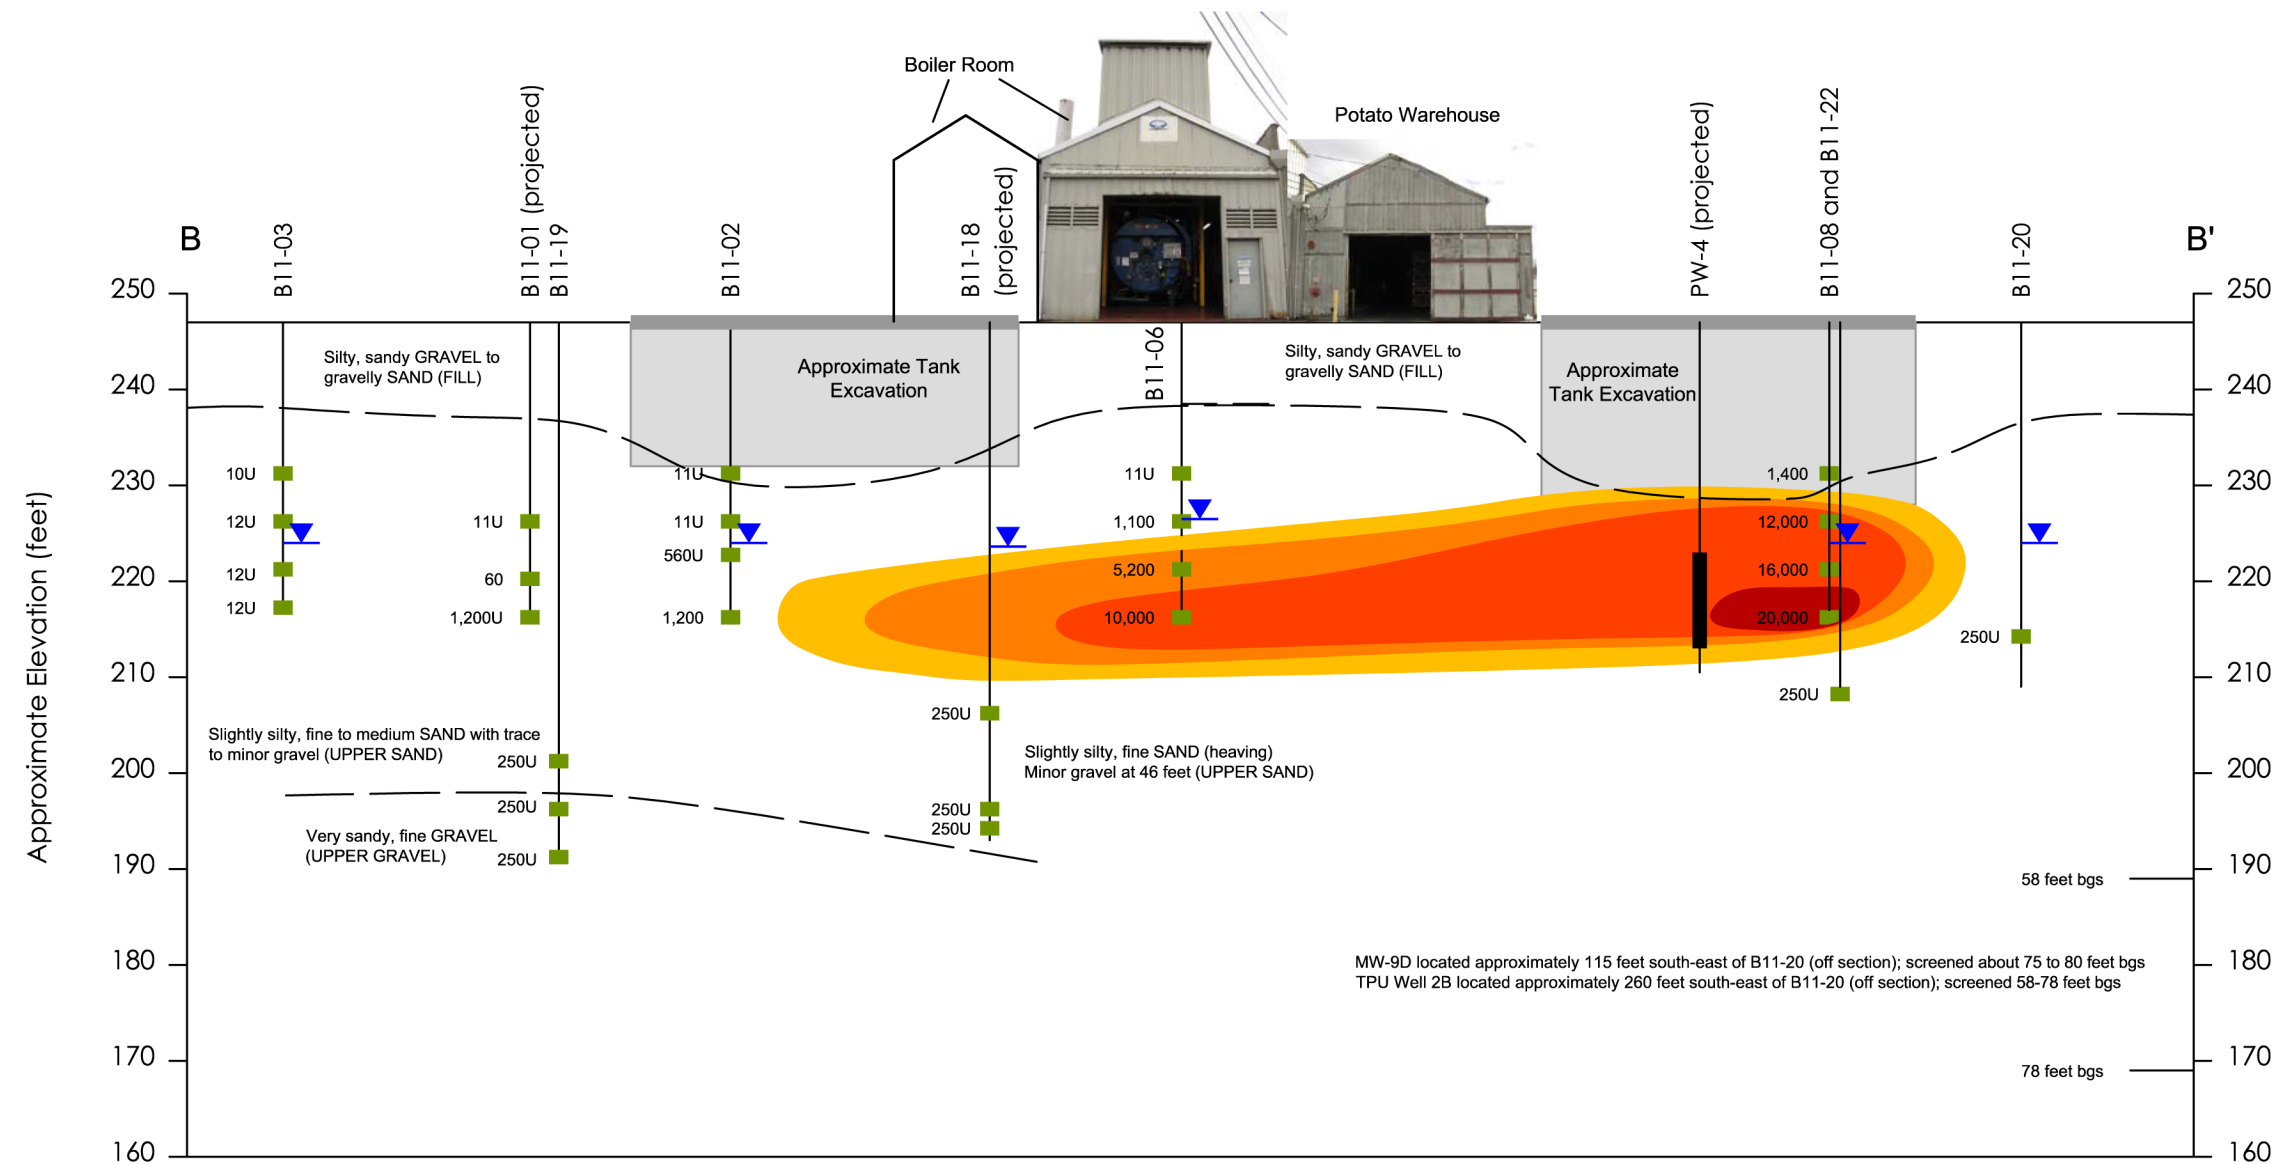 Boiler Room
Potato Warehouse
B
B11-03
B11-01 (projected)
B11-19
B11-02
B11-18
(projected)
PW-4 (projected)
B11-08 and B11-22
B11-20
B'
Approximate Elevation (feet)
250
240
230
220
210
200
190
180
170
160
250
240
230
220
210
200
190
180
170
160
Silty, sandy GRAVEL to
gravelly SAND (FILL)
Approximate Tank
Excavation
B11-06
Silty, sandy GRAVEL to
gravelly SAND (FILL)
Approximate
Tank Excavation
10U
12U
12U
12U
11U
60
1,200U
11U
11U
560U
1,200
11U
1,100
5,200
10,000
1,400
12,000
16,000
20,000
250U
250U
250U
250U
250U
Slightly silty, fine to medium SAND with trace
to minor gravel (UPPER SAND)
250U
250U
250U
Very sandy, fine GRAVEL
(UPPER GRAVEL)
Slightly silty, fine SAND (heaving)
Minor gravel at 46 feet (UPPER SAND)
58 feet bgs
MW-9D located approximately 115 feet south-east of B11-20 (off section); screened about 75 to 80 feet bgs
TPU Well 2B located approximately 260 feet south-east of B11-20 (off section); screened 58-78 feet bgs
78 feet bgs